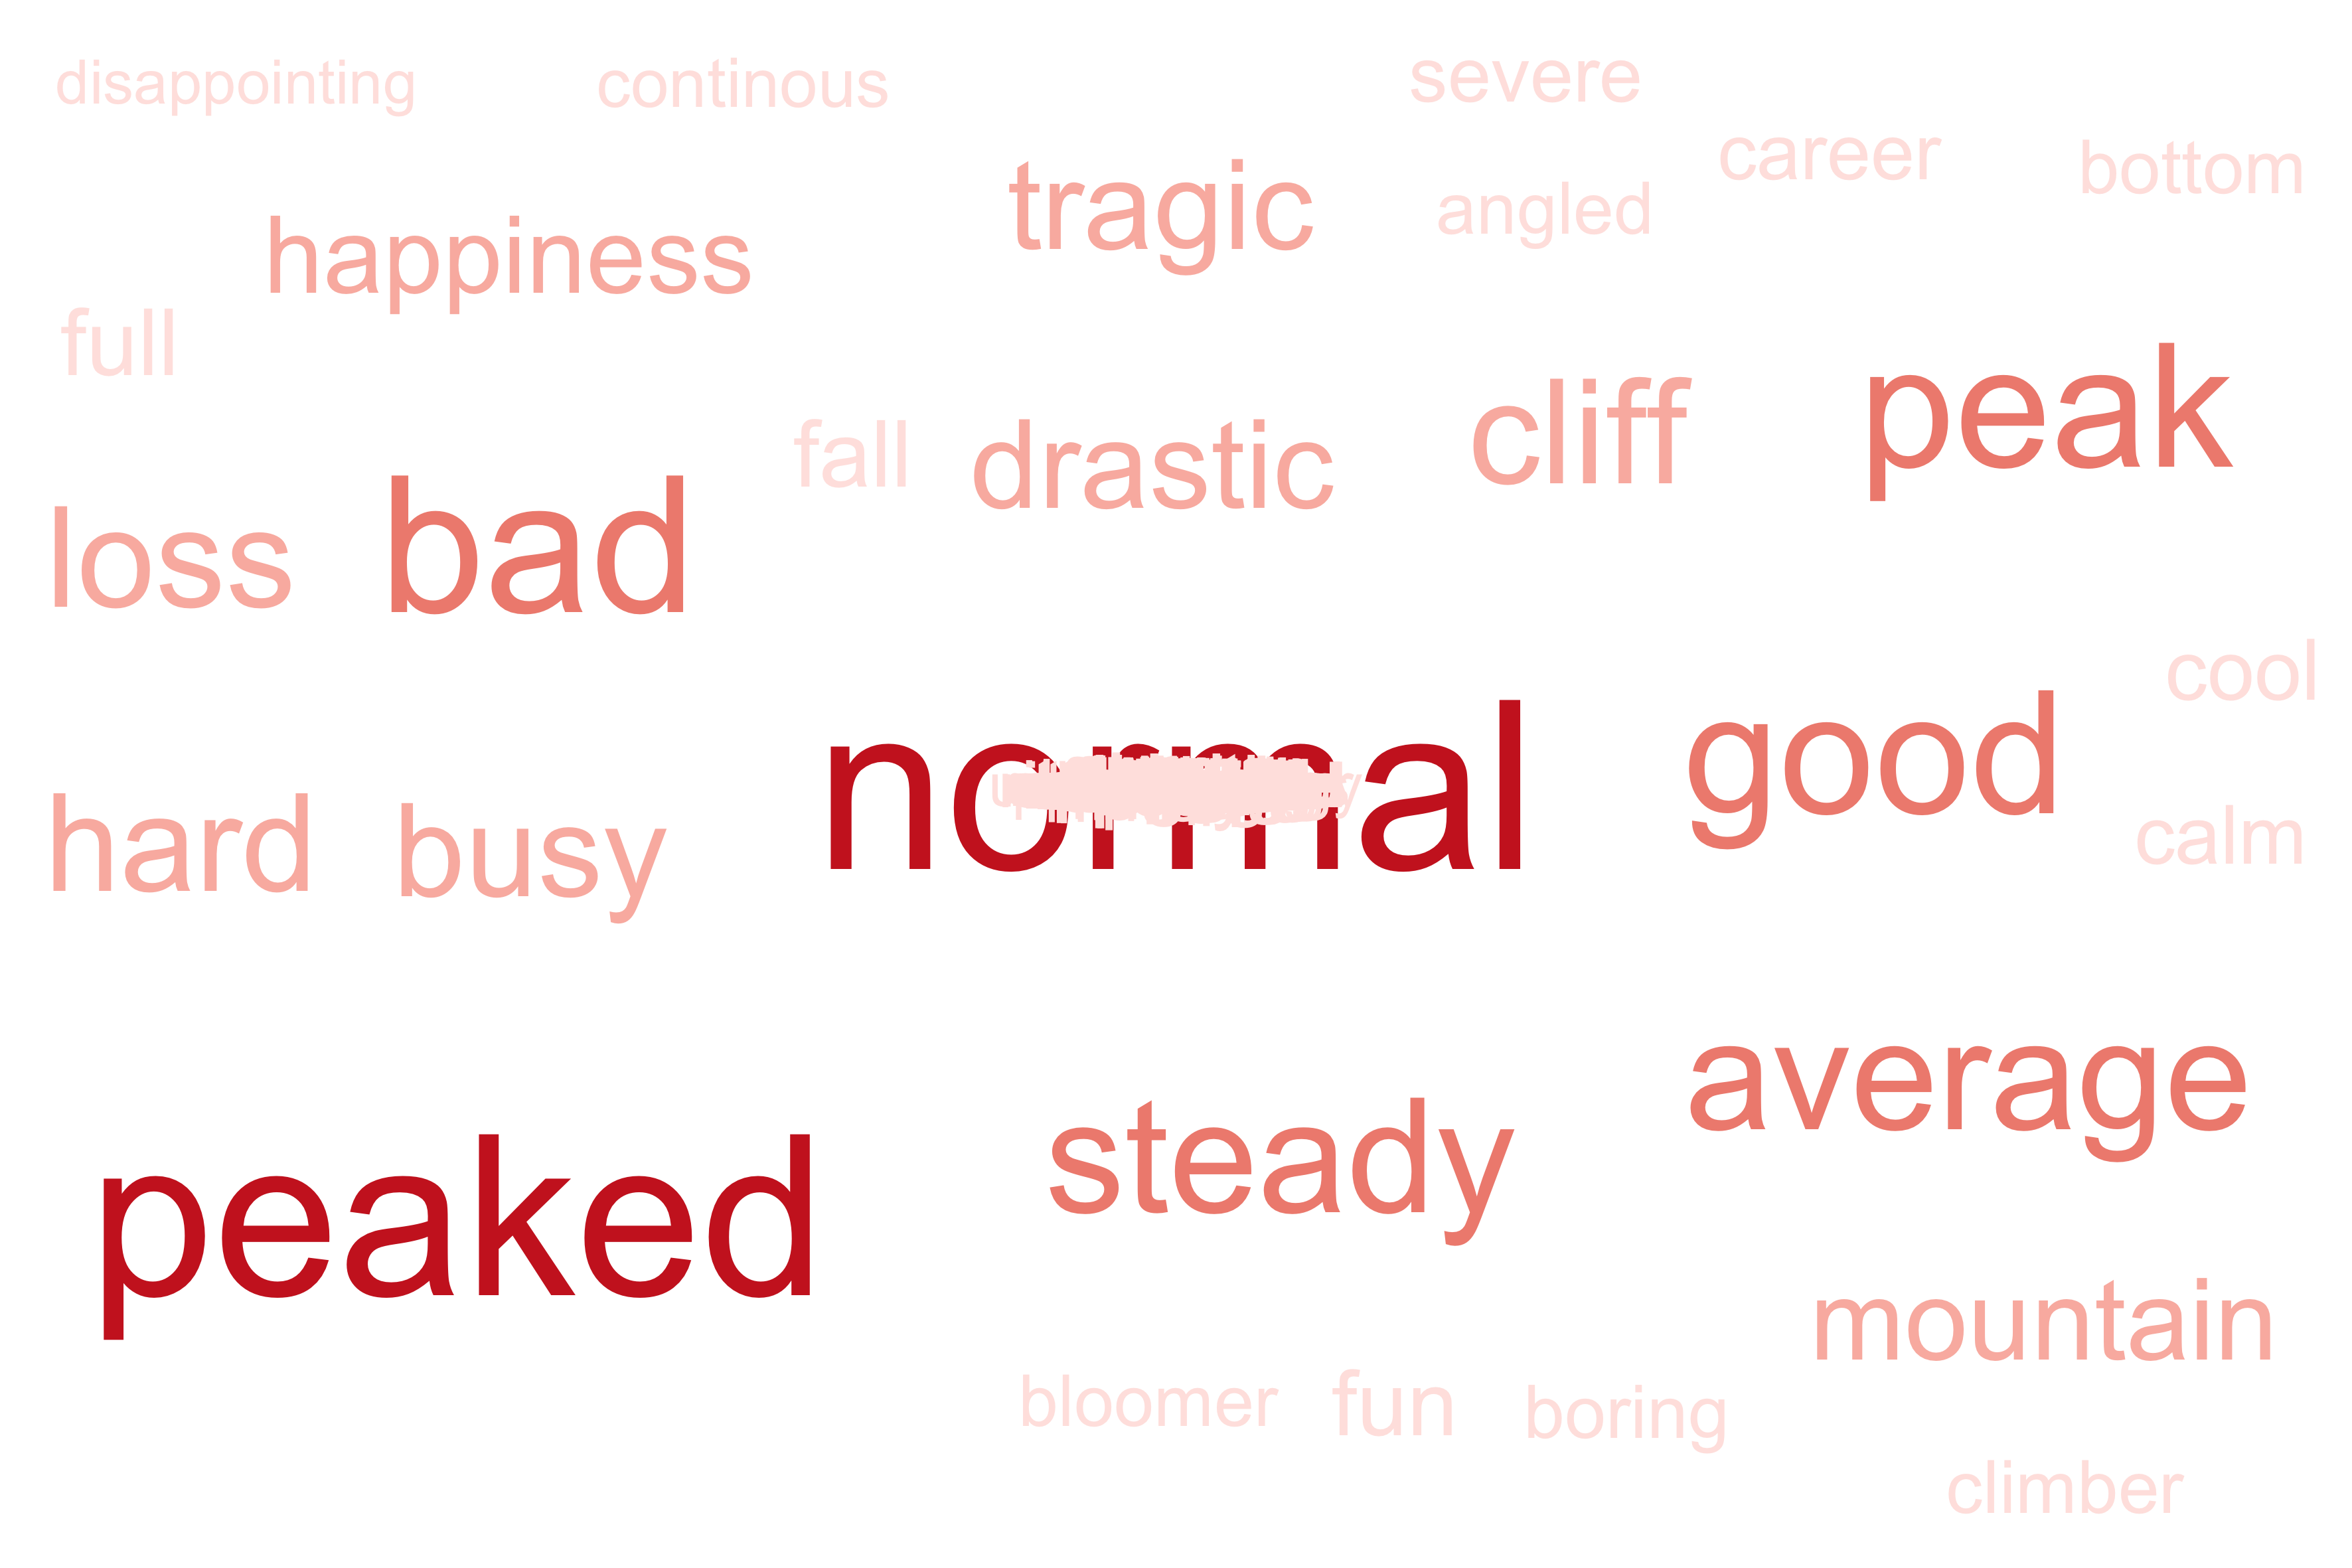 disappointing continous severe
career bottom
tragic angled
happiness
full
peak
fall drastic cliff
loss bad
cool
normal good
hard busy calm
average
peaked steady
mountain
bloomer fun boring
climber